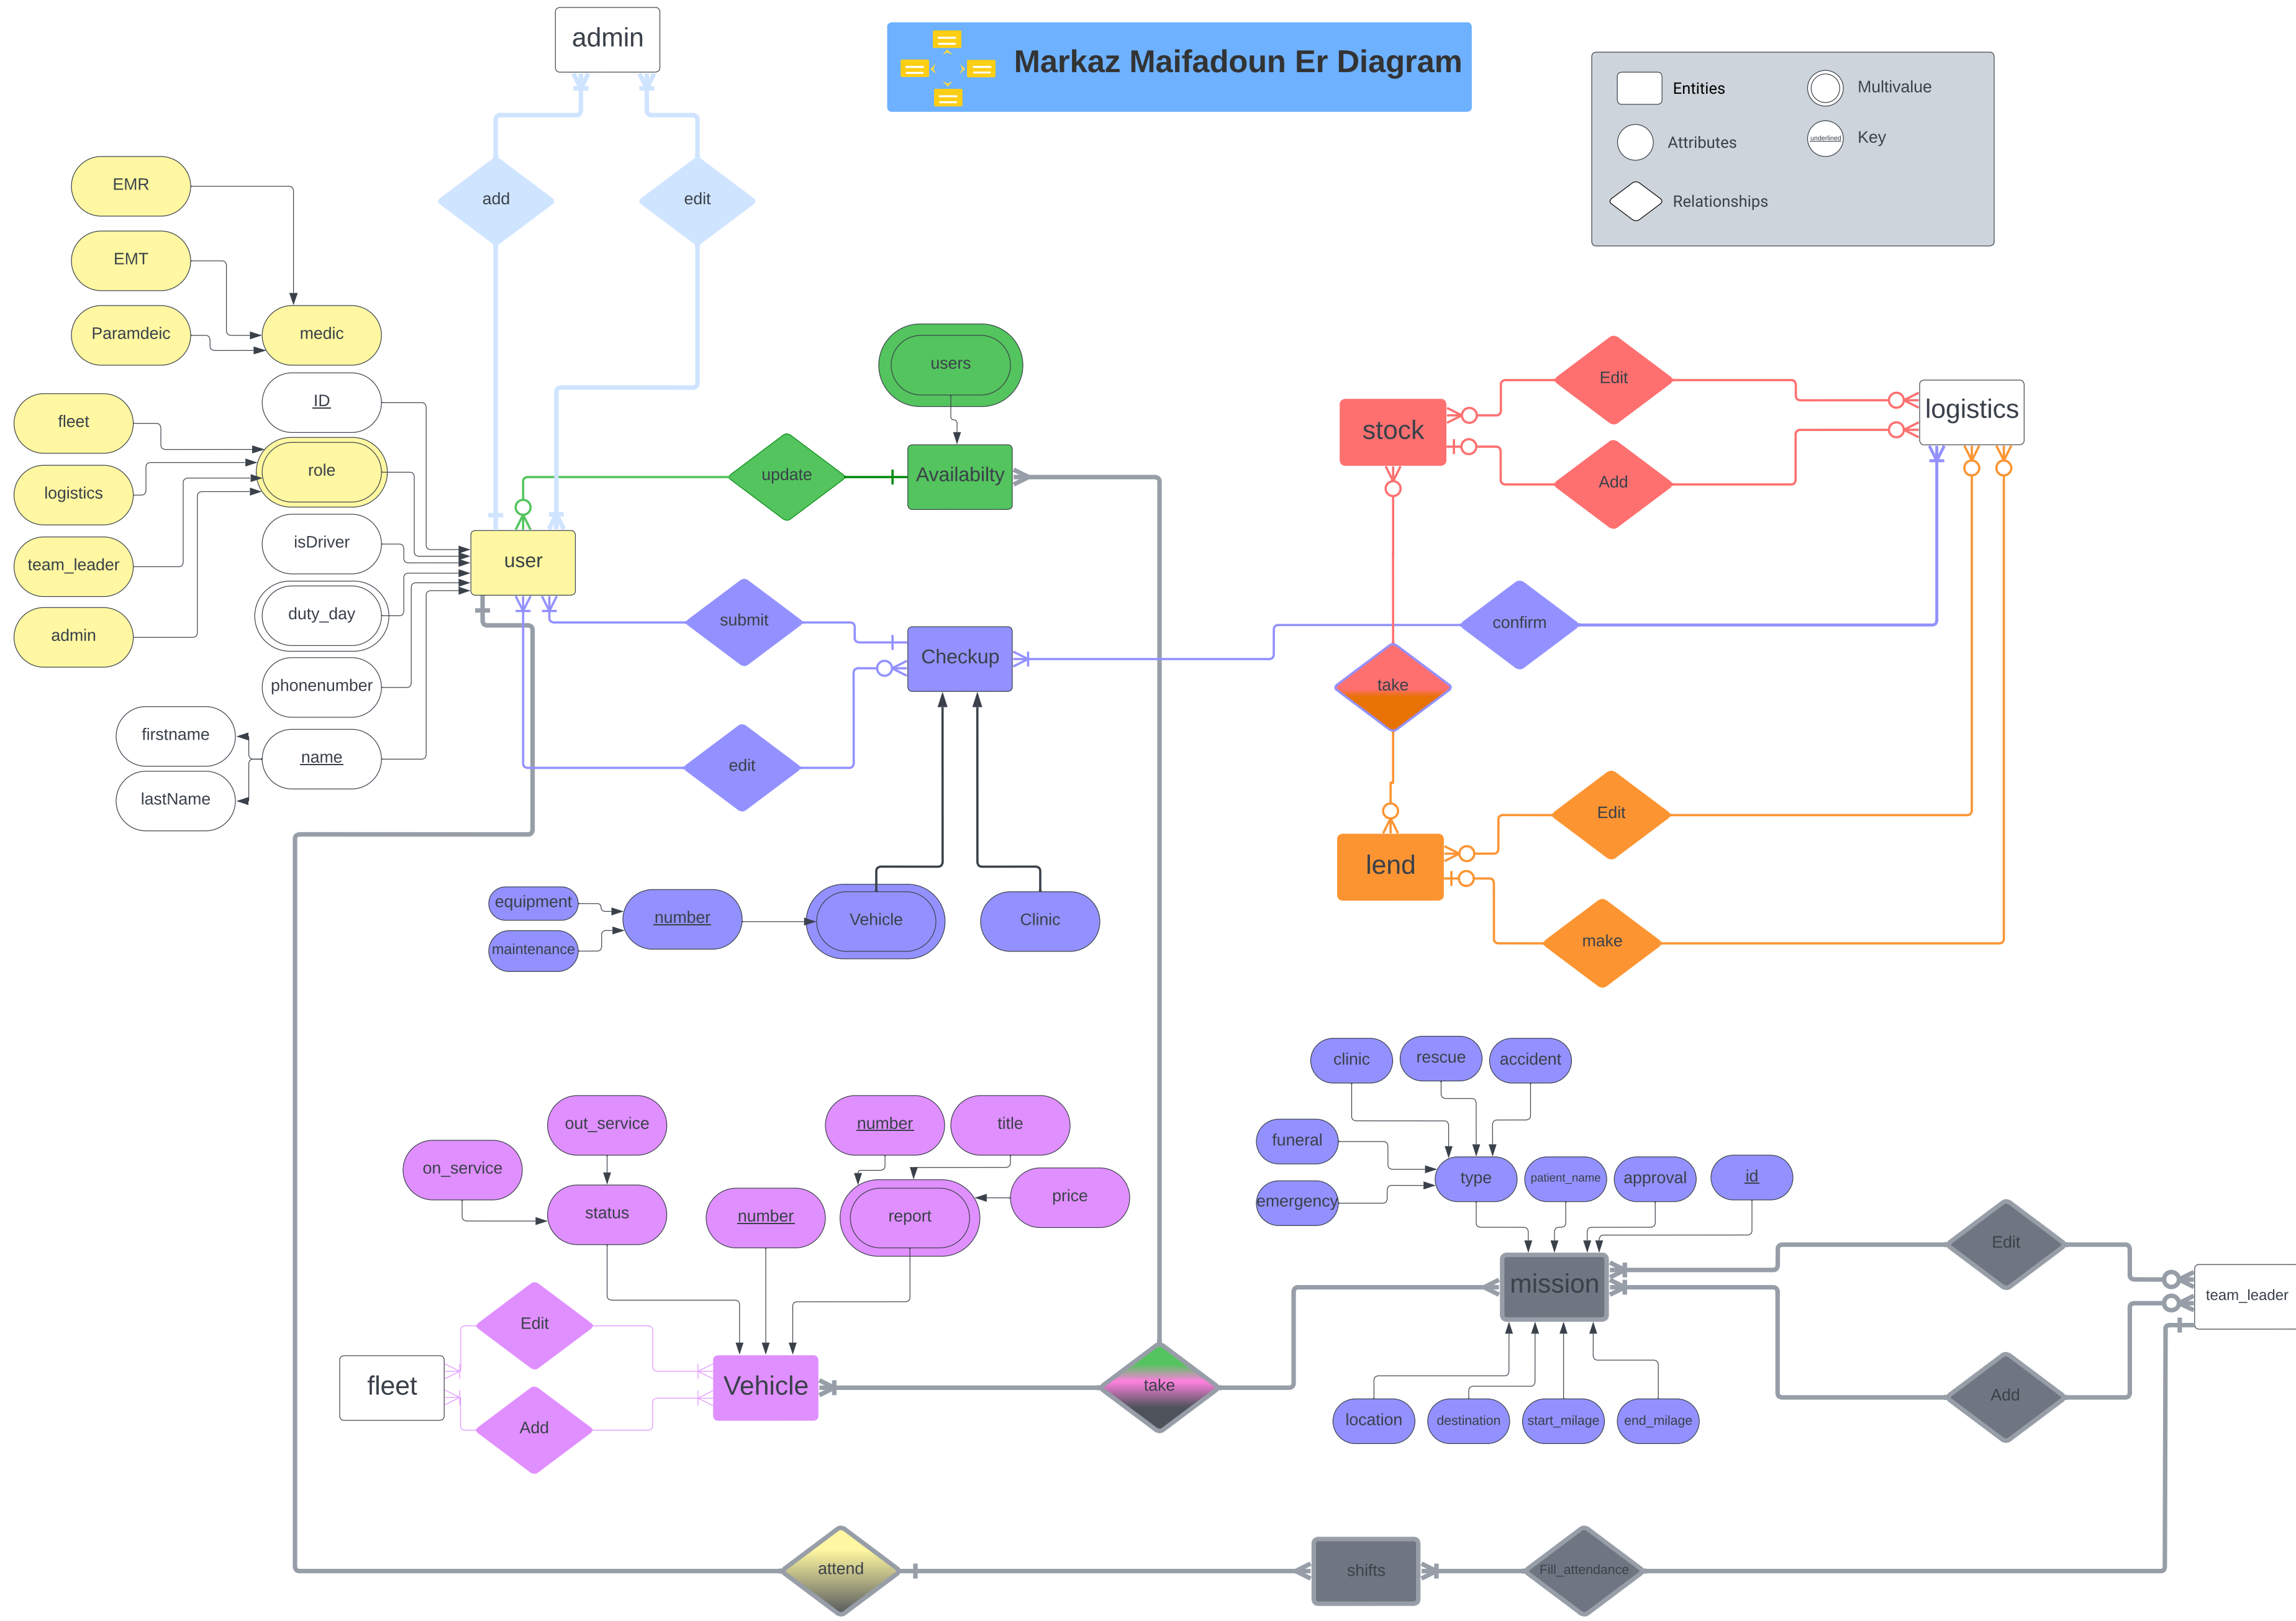 admin
Markaz Maifadoun Er Diagram
Entities
Multivalue
Attributes
underlined
Key
Relationships
EMR
add
edit
EMT
Paramdeic
medic
users
Edit
logistics
ID
fleet
stock
role
update
Availabilty
Add
logistics
isDriver
user
team_leader
duty_day
submit
confirm
admin
Checkup
phonenumber
take
firstname
name
edit
lastName
Edit
lend
equipment
number
Vehicle
Clinic
make
maintenance
clinic
rescue
accident
out_service
number
title
funeral
on_service
type
patient_name
approval
id
price
emergency
status
number
report
Edit
mission
team_leader
Edit
fleet
Vehicle
take
Add
location
destination
start_milage
end_milage
Add
attend
shifts
Fill_attendance